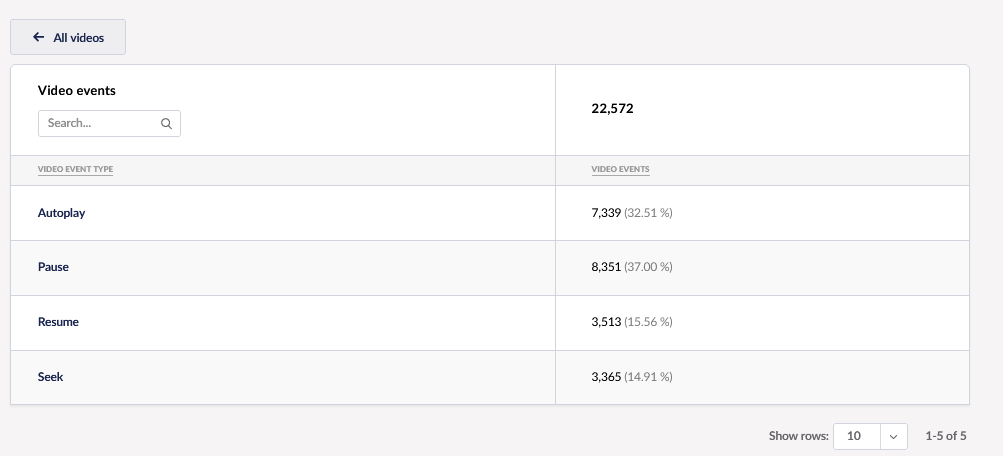 All videos
Video events
Search...
22,572
VIDEO EVENT TYPE VIDEO EVENTS
Autoplay 7,339 (32.51 %)
Pause 8,351 (37.00 %)
Resume 3,513 (15.56 %)
Seek 3,365 (14.91 %)
Show rows: 10 1-5 of 5